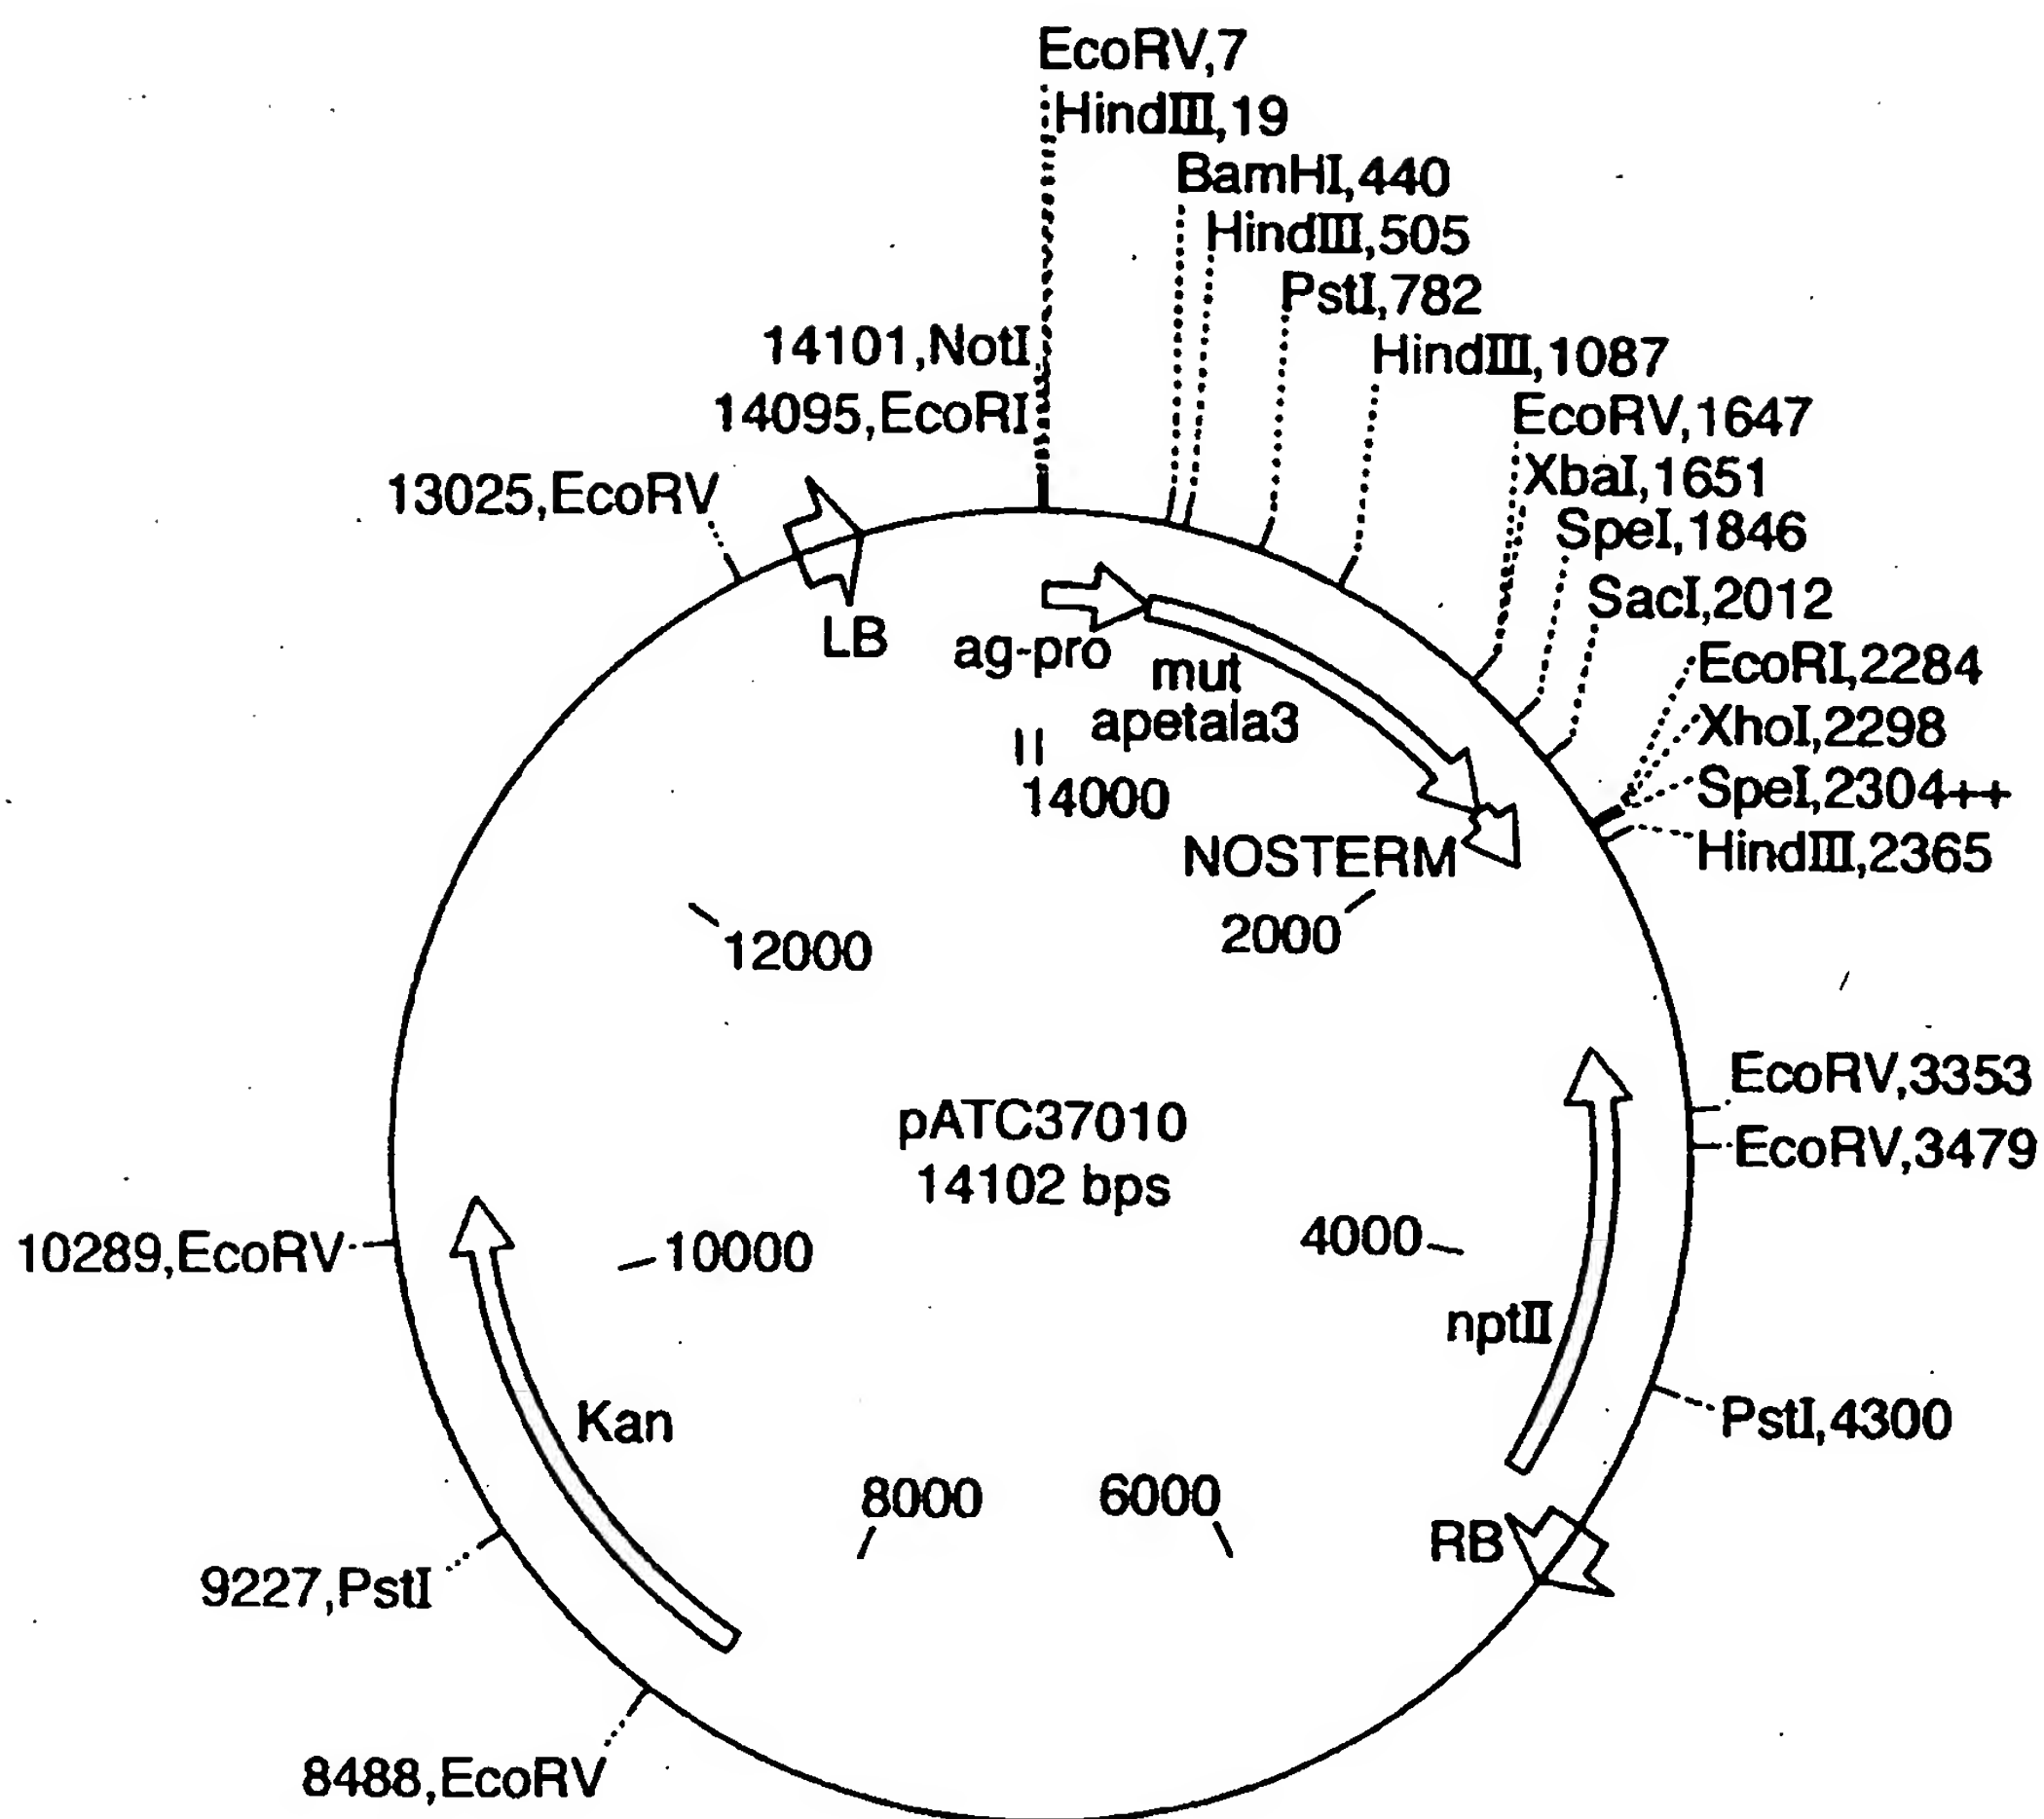 EcoRV,7
HindIII,19
BamHI,440
HindIII,505
PstI,782
14101,NotI
HindIII,1087
14095,EcoRI
EcoRV,1647
13025,EcoRV
XbaI,1651
SpeI,1846
SacI,2012
LB
ag-pro
mut
apetala3
EcoRI,2284
XhoI,2298
14000
SpeI,2304++
NOSTERM
HindIII,2365
12000
2000
EcoRV,3353
pATC37010
EcoRV,3479
14102 bps
10289,EcoRV
10000
4000
nptII
Kan
PstI,4300
8000
6000
RB
9227,PstI
8488,EcoRV